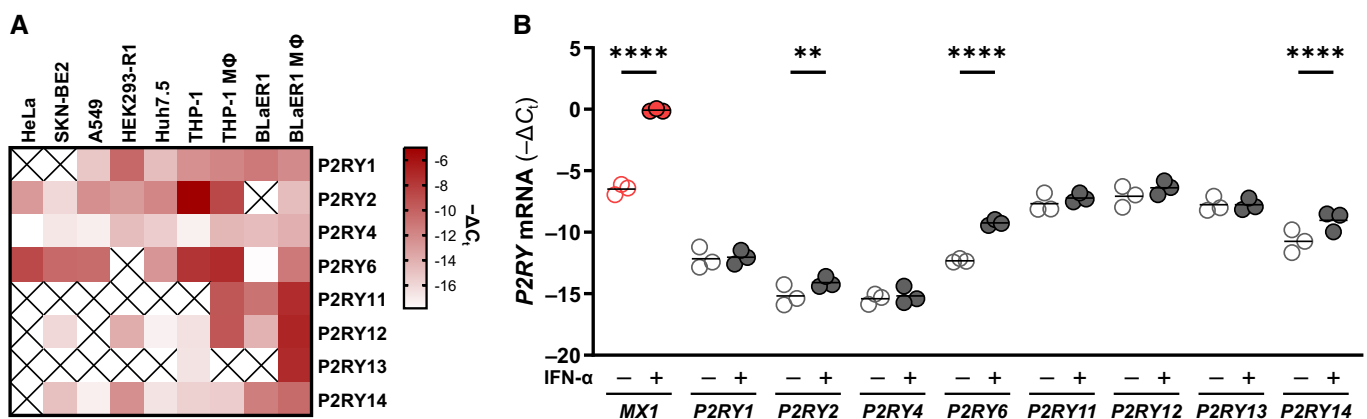 A
HeLa SKN-BE2 A549 HEK293-R1 Huh7.5 THP-1 THP-1 MΦ BLaER1 BLaER1 MΦ
P2RY1
P2RY2
P2RY4
P2RY6
P2RY11
P2RY12
P2RY13
P2RY14
-6
-8
-10
-12
-14
-16
−ΔCt
B
**** ** **** ****
P2RY mRNA (−ΔCt)
5
0
−5
−10
−15
−20
IFN-α − + − + − + − + − + − + − + − + − +
MX1 P2RY1 P2RY2 P2RY4 P2RY6 P2RY11 P2RY12 P2RY13 P2RY14